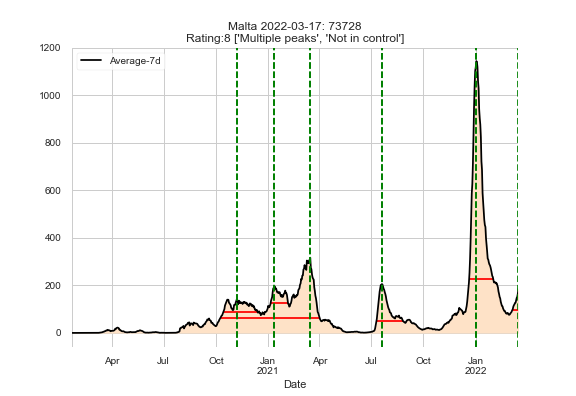 Malta 2022-03-17: 73728
Rating:8 ['Multiple peaks', 'Not in control']
Average-7d
1200
1000
800
600
400
200
0
Apr Jul Oct Jan Apr Jul Oct Jan
2021 2022
Date